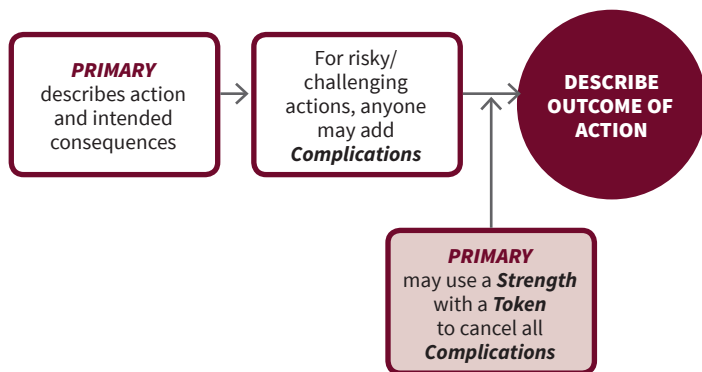 PRIMARY
describes action
and intended
consequences
For risky/
challenging
actions, anyone
may add
Complications
DESCRIBE
OUTCOME OF
ACTION
PRIMARY
may use a Strength
with a Token
to cancel all
Complications